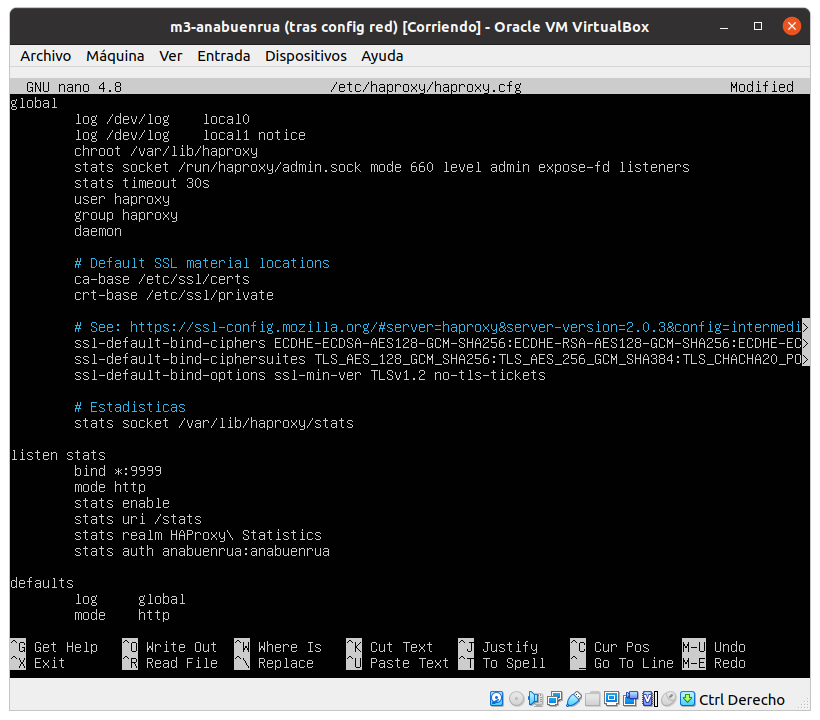 m3-anabuenrua (tras config red) [Corriendo] - Oracle VM VirtualBox
Archivo Máquina Ver Entrada Dispositivos Ayuda
GNU nano 4.8 /etc/haproxy/haproxy.cfg Modified
global
log /dev/log local0
log /dev/log local1 notice
chroot /var/lib/haproxy
stats socket /run/haproxy/admin.sock mode 660 level admin expose-fd listeners
stats timeout 30s
user haproxy
group haproxy
daemon
# Default SSL material locations
ca-base /etc/ssl/certs
crt-base /etc/ssl/private
# See: https://ssl-config.mozilla.org/#server=haproxy&server-version=2.0.3&config=intermedi>
ssl-default-bind-ciphers ECDHE-ECDSA-AES128-GCM-SHA256:ECDHE-RSA-AES128-GCM-SHA256:ECDHE-EC>
ssl-default-bind-ciphersuites TLS_AES_128_GCM_SHA256:TLS_AES_256_GCM_SHA384:TLS_CHACHA20_PO>
ssl-default-bind-options ssl-min-ver TLSv1.2 no-tls-tickets
# Estadisticas
stats socket /var/lib/haproxy/stats
listen stats
bind *:9999
mode http
stats enable
stats uri /stats
stats realm HAProxy\ Statistics
stats auth anabuenrua:anabuenrua
defaults
log global
mode http
^G Get Help ^O Write Out ^W Where Is ^K Cut Text ^J Justify ^C Cur Pos M-U Undo
^X Exit ^R Read File ^\ Replace ^U Paste Text ^T To Spell ^_ Go To Line M-E Redo
Ctrl Derecho